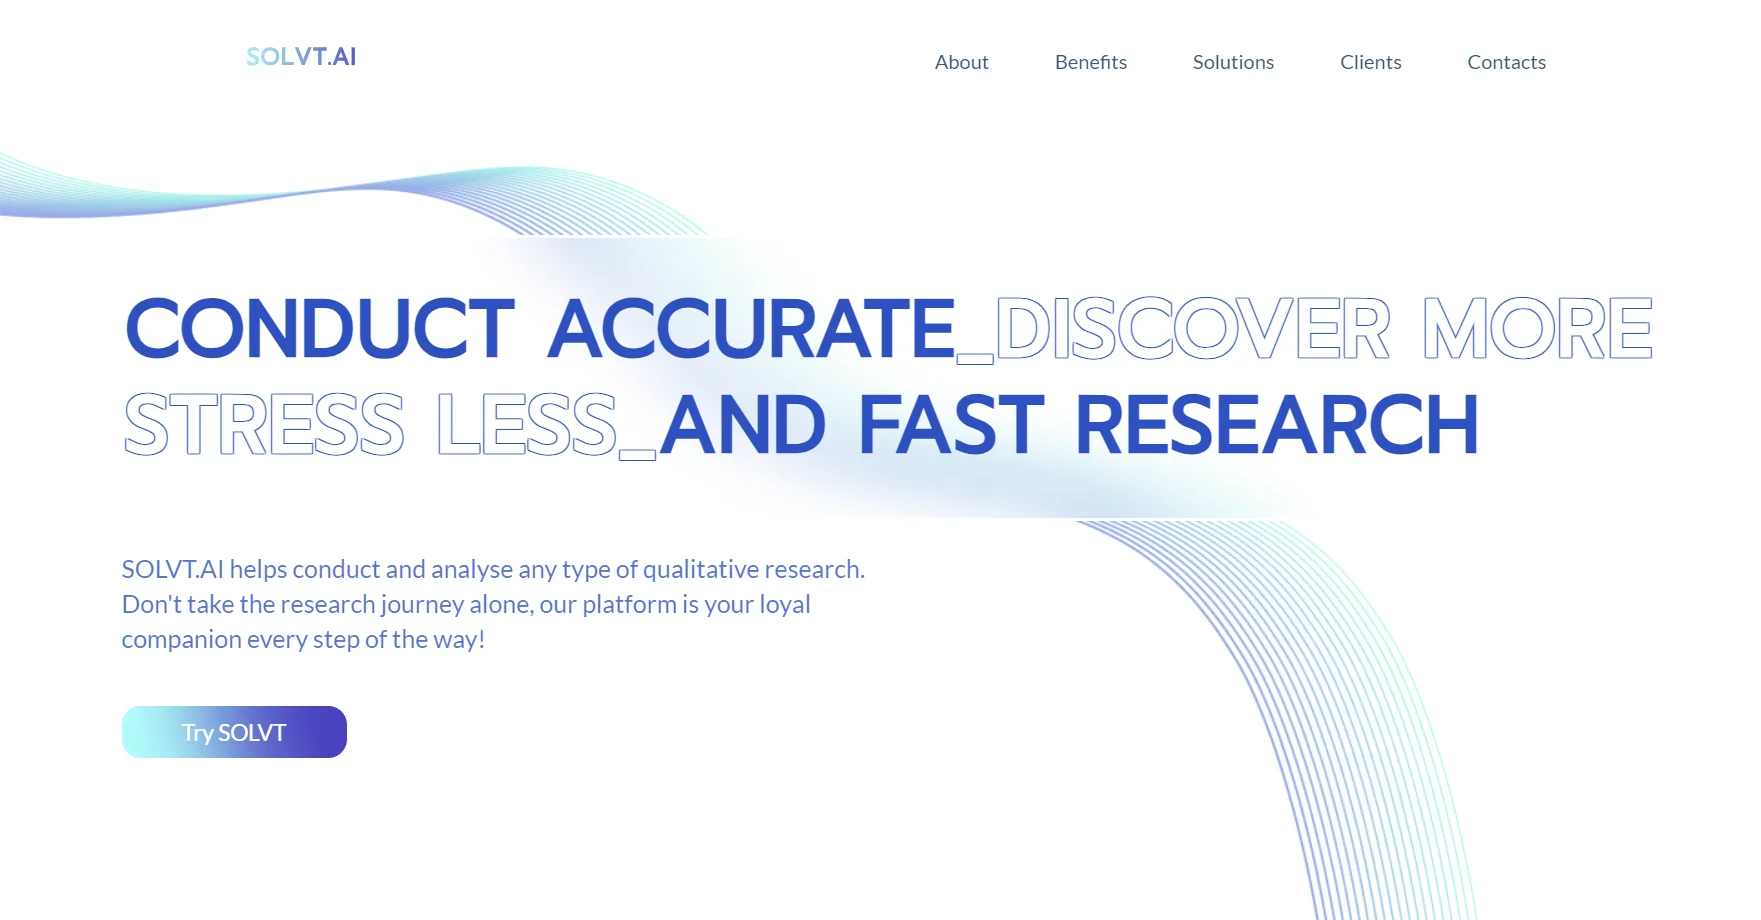 SOLVT.AI
About Benefits Solutions Clients Contacts
CONDUCT ACCURATE_DISCOVER MORE
STRESS LESS_AND FAST RESEARCH
SOLVT.AI helps conduct and analyse any type of qualitative research.
Don't take the research journey alone, our platform is your loyal
companion every step of the way!
Try SOLVT